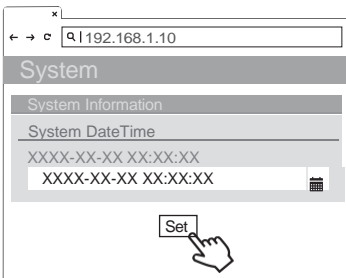 192.168.1.10
System
System Information
System DateTime
XXXX-XX-XX XX:XX:XX
XXXX-XX-XX XX:XX:XX
Set